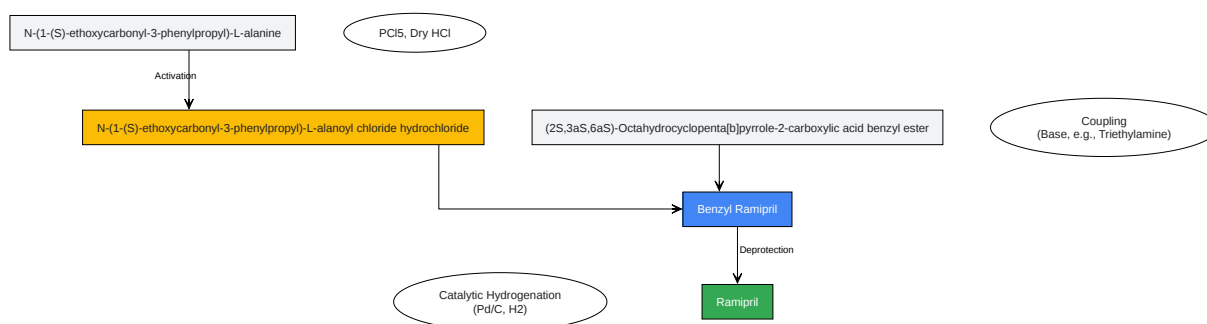 N-(1-(S)-ethoxycarbonyl-3-phenylpropyl)-L-alanine
PCl5, Dry HCl
Activation
N-(1-(S)-ethoxycarbonyl-3-phenylpropyl)-L-alanoyl chloride hydrochloride
(2S,3aS,6aS)-Octahydrocyclopenta[b]pyrrole-2-carboxylic acid benzyl ester
Coupling
(Base, e.g., Triethylamine)
Benzyl Ramipril
Deprotection
Catalytic Hydrogenation
(Pd/C, H2)
Ramipril